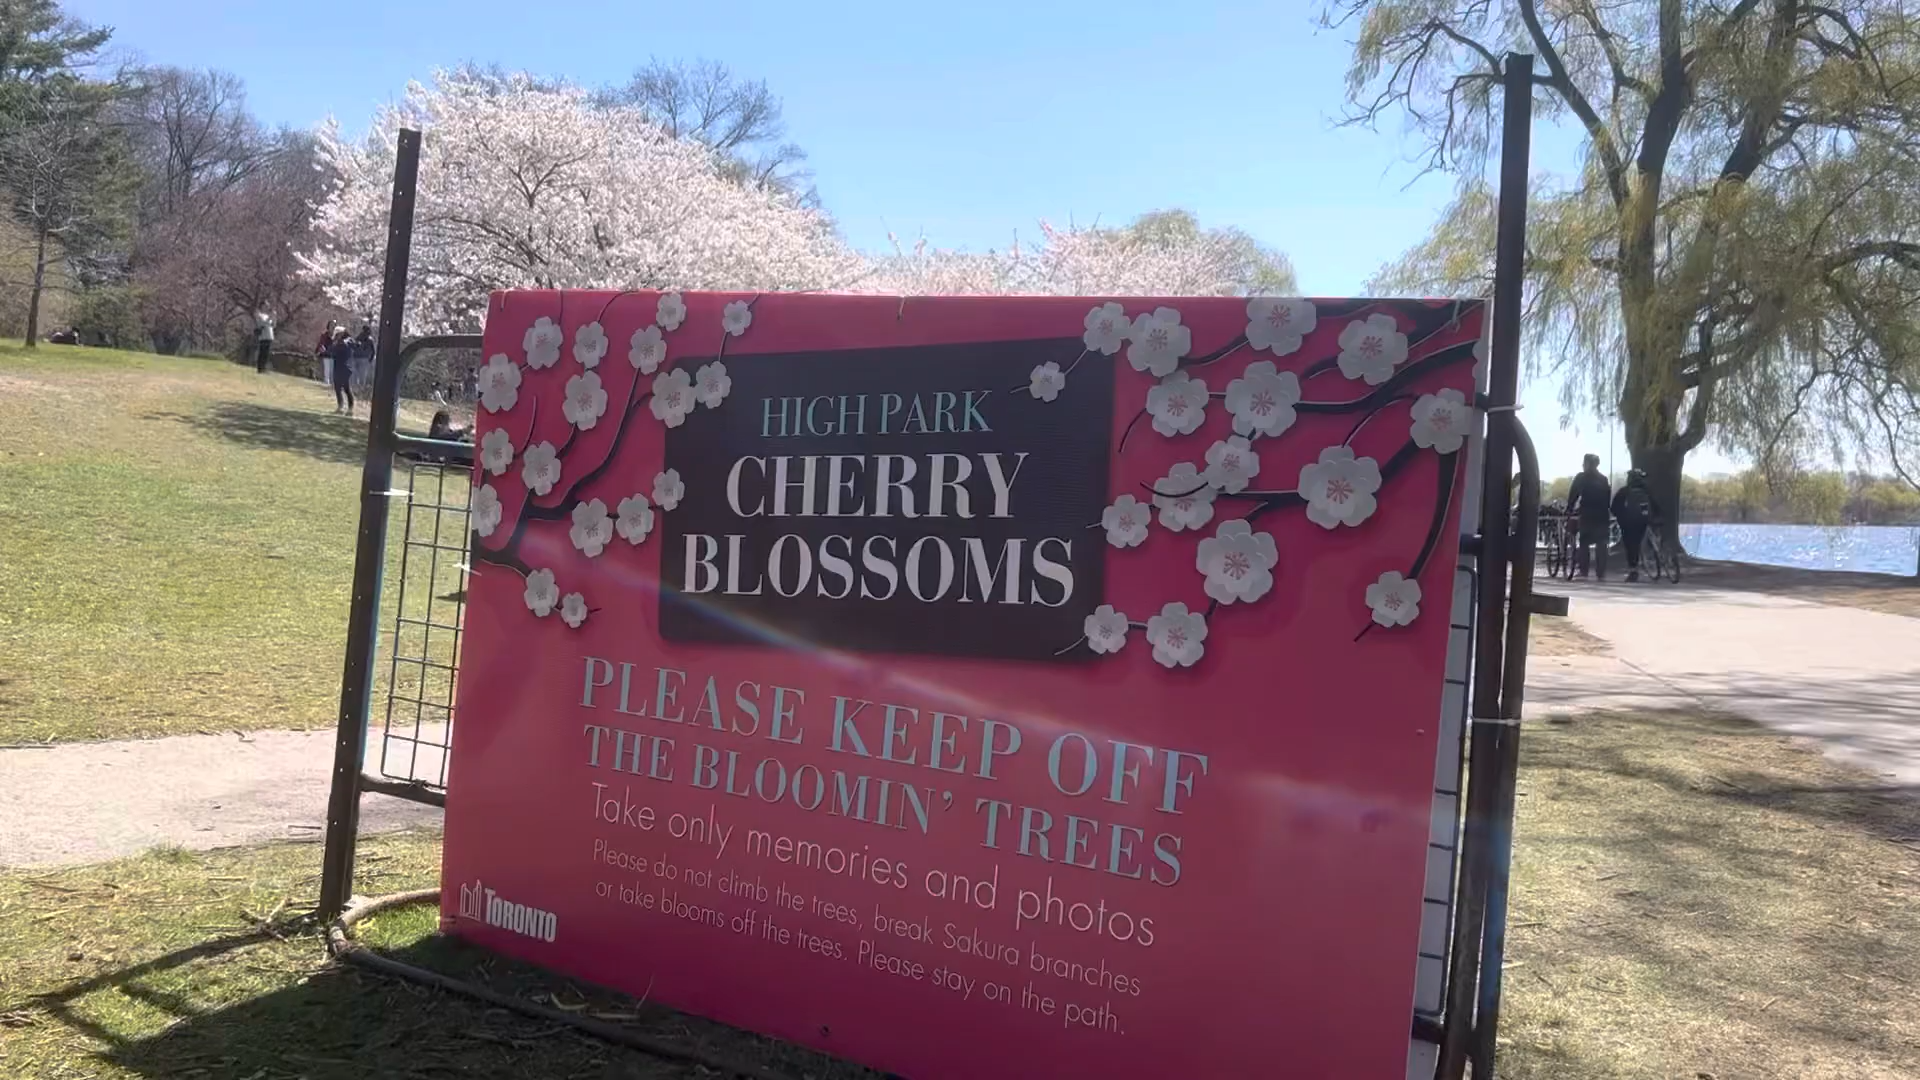 HIGH PARK
CHERRY
BLOSSOMS
PLEASE KEEP OFF
THE BLOOMIN' TREES
Take only memories and photos
Please do not climb the trees, break Sakura branches
or take blooms off the trees. Please stay on the path.
TORONTO